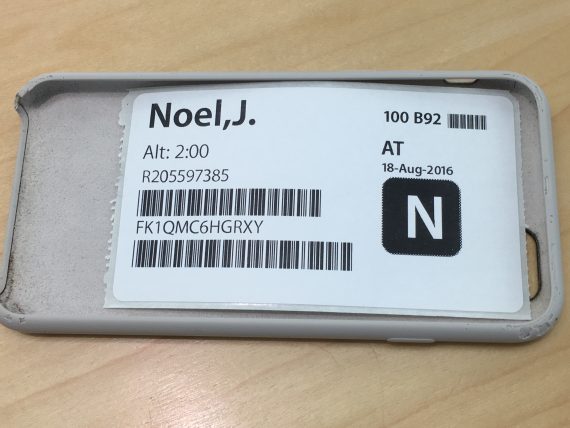 Noel,J.
100 B92
Alt: 2:00
AT
R205597385
18-Aug-2016
FK1QMC6HGRXY
N